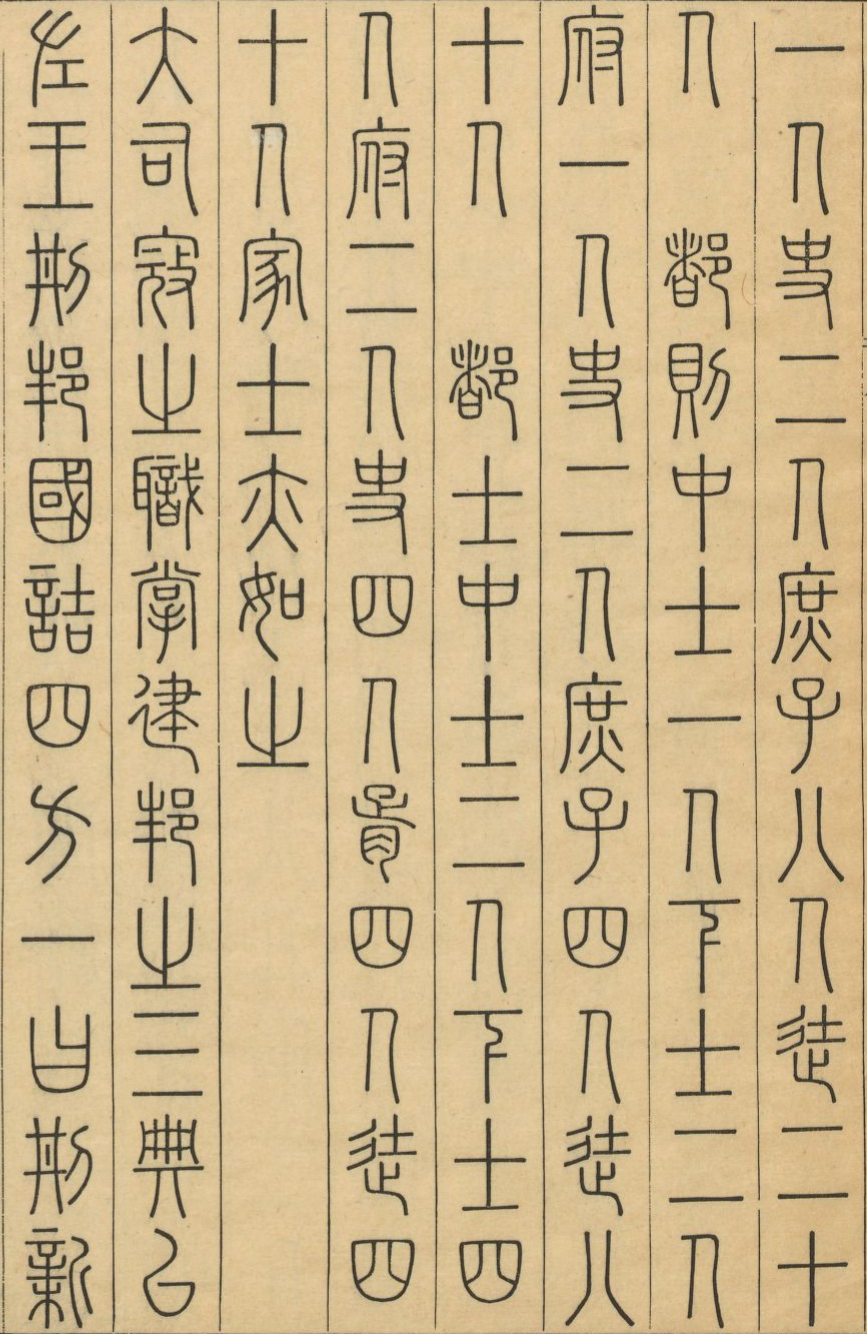 一人史二人庶子八人徒二十
人　都則中士一人下士二人
府一人史二人庶子四人徒八
十人　都士中士二人下士四
人府二人史四人胥四人徒四
十人家士亦如之
大司寇之職掌建邦之三典㠯
左王刑邦國詰四方一曰刑新